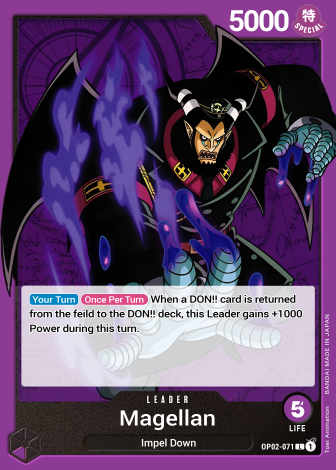 5000 特
SPECIAL
Your Turn Once Per Turn When a DON!! card is returned
from the feild to the DON!! deck, this Leader gains +1000
Power during this turn.
LEADER
Magellan
Impel Down
5
LIFE
OP02-071 L 1
Toei Animation BANDAI MADE IN JAPAN